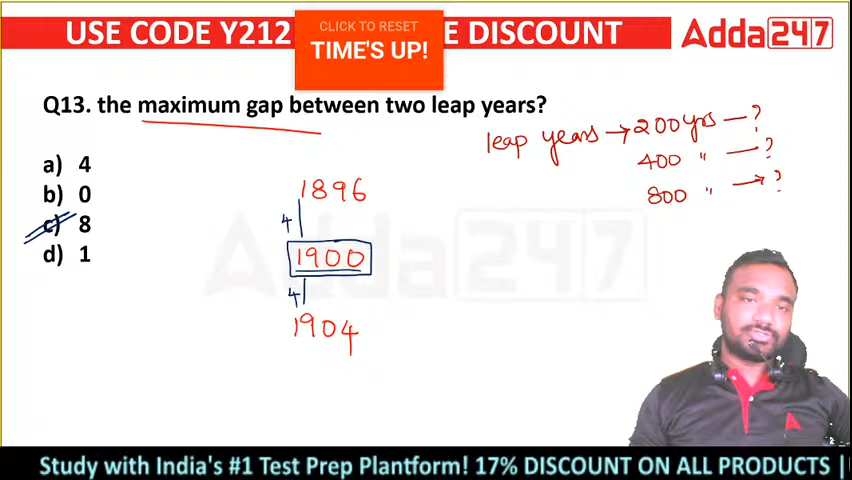 USE CODE Y212
E DISCOUNT
CLICK TO RESET
TIME'S UP!
Adda247
Q13. the maximum gap between two leap years?
leap years → 200 yrs — ?
400 " — ?
800 " → ?
a) 4
b) 0
c) 8
d) 1
1896
4
1900
4
1904
Adda247
A
Study with India's #1 Test Prep Plantform! 17% DISCOUNT ON ALL PRODUCTS |